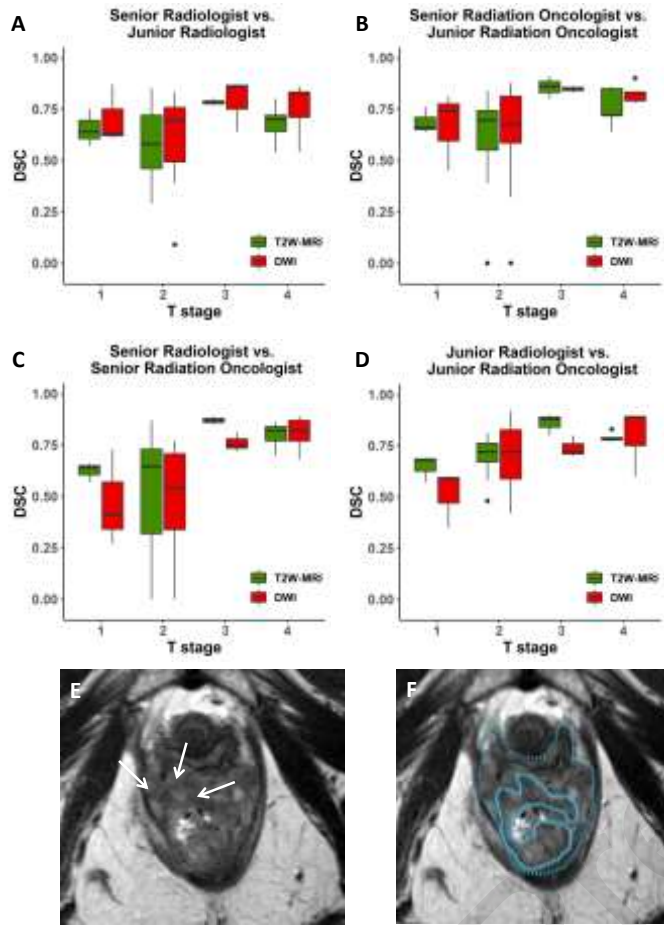 A
Senior Radiologist vs.
Junior Radiologist
1.00
0.75
0.50
0.25
0.00
DSC
T2W-MRI
DWI
1 2 3 4
T stage
B
Senior Radiation Oncologist vs.
Junior Radiation Oncologist
1.00
0.75
0.50
0.25
0.00
DSC
T2W-MRI
DWI
1 2 3 4
T stage
C
Senior Radiologist vs.
Senior Radiation Oncologist
1.00
0.75
0.50
0.25
0.00
DSC
T2W-MRI
DWI
1 2 3 4
T stage
D
Junior Radiologist vs.
Junior Radiation Oncologist
1.00
0.75
0.50
0.25
0.00
DSC
T2W-MRI
DWI
1 2 3 4
T stage
E
F